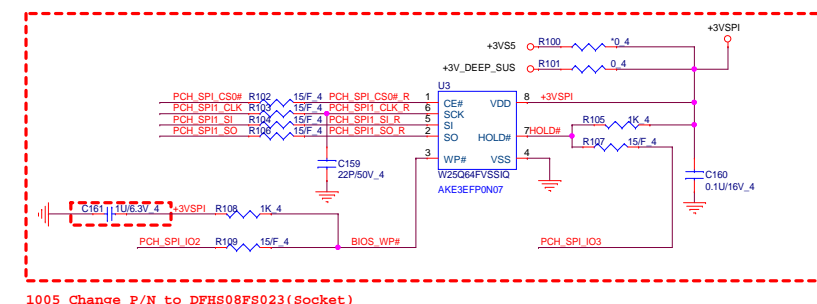 +3VSPI
+3VS5 R100 *0_4
+3V_DEEP_SUS R101 0_4
U3
PCH_SPI_CS0# R102 15/F_4 PCH_SPI_CS0#_R 1 CE# VDD 8 +3VSPI
PCH_SPI1_CLK R103 15/F_4 PCH_SPI1_CLK_R 6 SCK
PCH_SPI1_SI R104 15/F_4 PCH_SPI1_SI_R 5 SI
PCH_SPI1_SO R106 15/F_4 PCH_SPI1_SO_R 2 SO HOLD# 7 HOLD#
R105 1K_4
R107 15/F_4
3 WP# VSS 4
C159
22P/50V_4
W25Q64FVSSIQ
AKE3EFP0N07
C160
0.1U/16V_4
C161 1U/6.3V_4 +3VSPI R108 1K_4
PCH_SPI_IO2 R109 15/F_4 BIOS_WP# PCH_SPI_IO3
1005 Change P/N to DFHS08FS023(Socket)